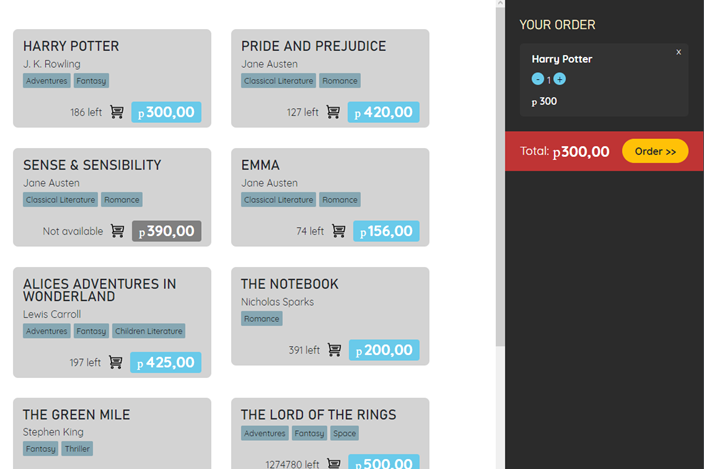 HARRY POTTER
J. K. Rowling
Adventures Fantasy
186 left p 300,00
PRIDE AND PREJUDICE
Jane Austen
Classical Literature Romance
127 left p 420,00
SENSE & SENSIBILITY
Jane Austen
Classical Literature Romance
Not available p 390,00
EMMA
Jane Austen
Classical Literature Romance
74 left p 156,00
ALICES ADVENTURES IN
WONDERLAND
Lewis Carroll
Adventures Fantasy Children Literature
197 left p 425,00
THE NOTEBOOK
Nicholas Sparks
Romance
391 left p 200,00
THE GREEN MILE
Stephen King
Fantasy Thriller
THE LORD OF THE RINGS
Adventures Fantasy Space
1274780 left p 500,00
YOUR ORDER
Harry Potter x
- 1 +
p 300
Total: p300,00 Order >>